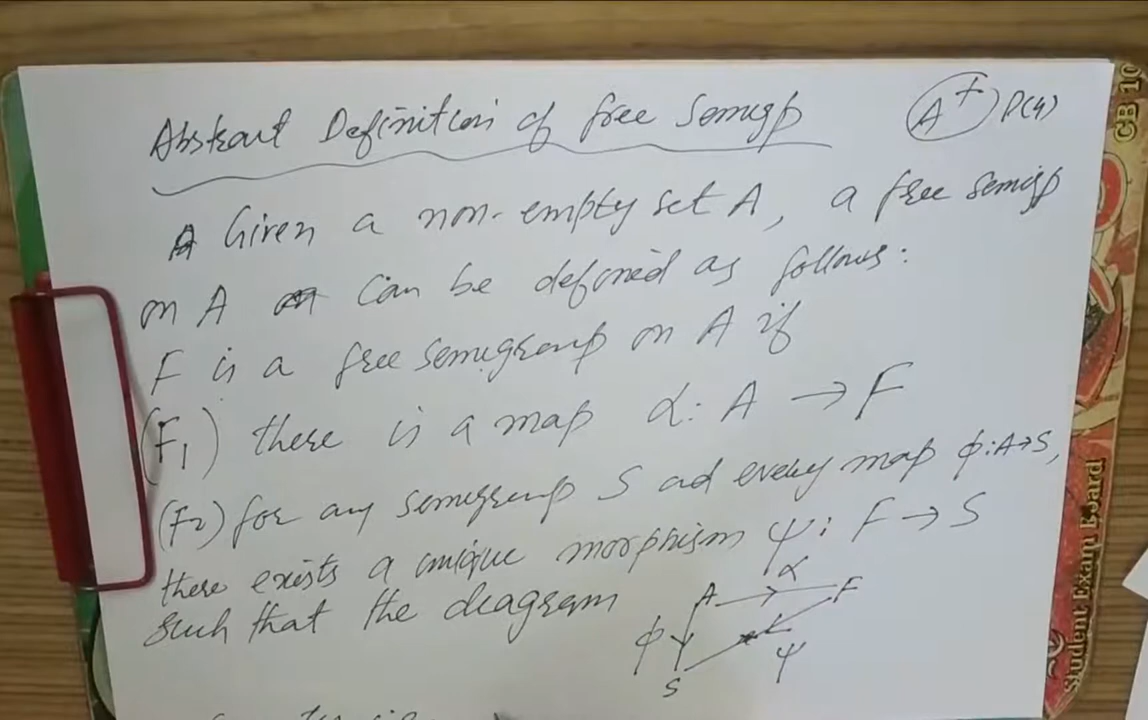 Abstract Definition of free Semigp
A+ P(4)
Given a non-empty set A, a free semigp
on A can be defined as follows:
F is a free semigroup on A if
(F1) there is a map α: A → F
(F2) for any semigroup S ad every map ϕ: A→S,
there exists a unique morphism ψ: F → S
such that the diagram
A α F
ϕ ψ
S
CB 10
Student Exam Board